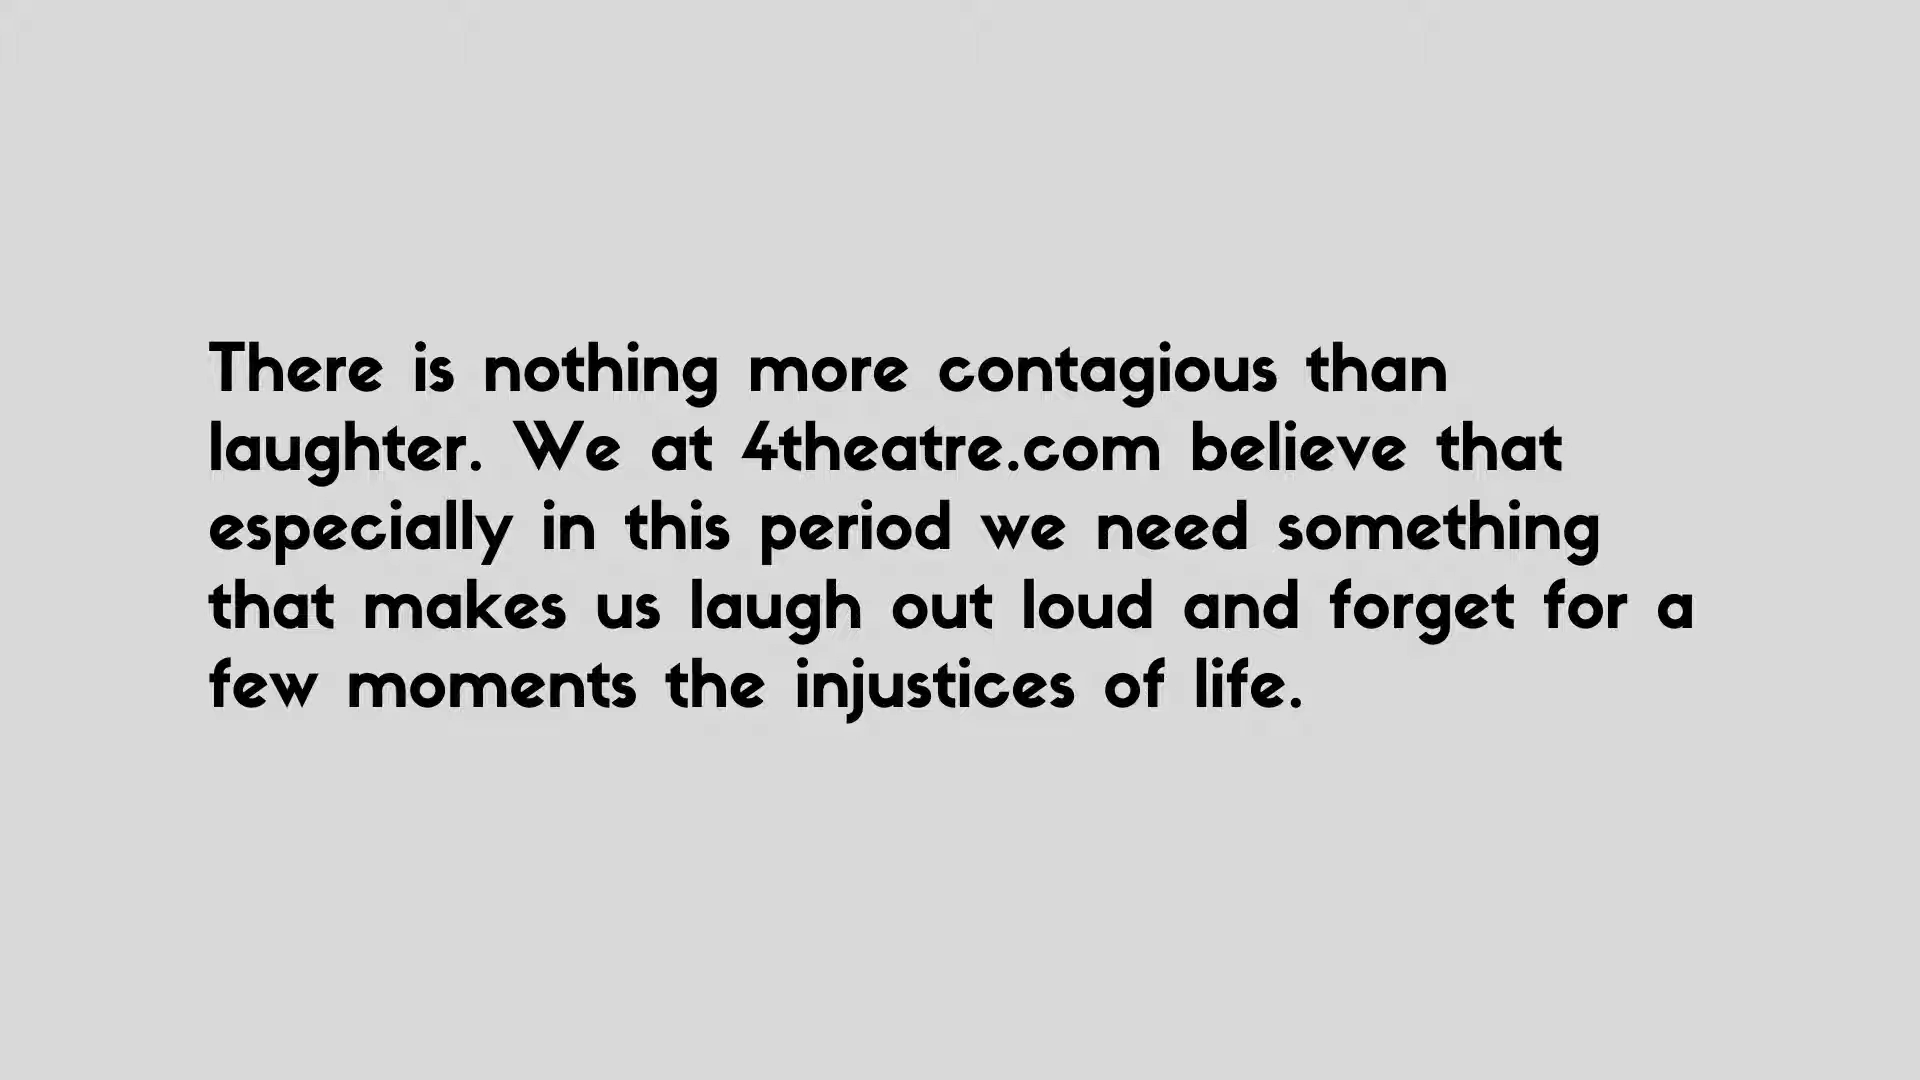 There is nothing more contagious than
laughter. We at 4theatre.com believe that
especially in this period we need something
that makes us laugh out loud and forget for a
few moments the injustices of life.